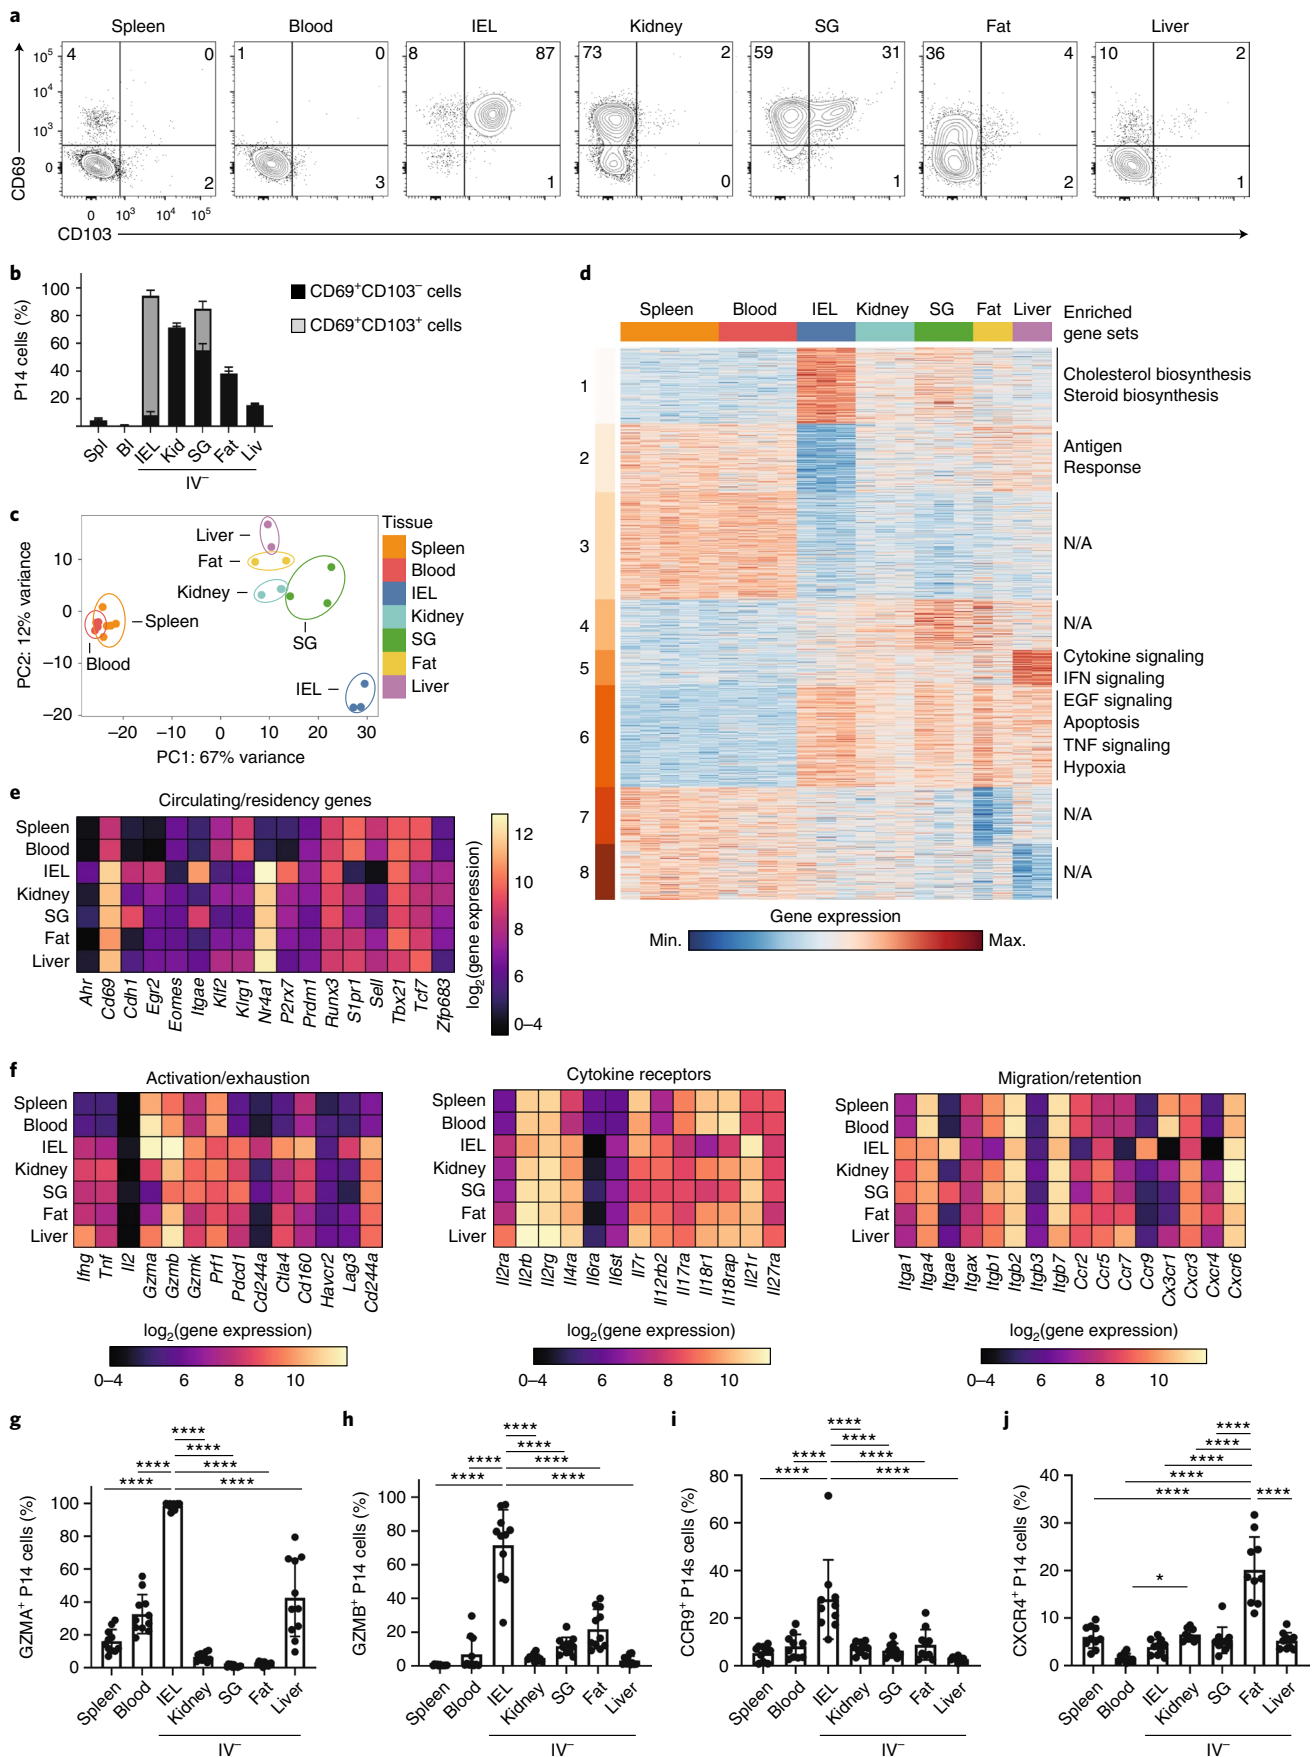 a
Spleen Blood IEL Kidney SG Fat Liver
4 0 1 0 8 87 73 2 59 31 36 4 10 2
10⁵
10⁴
10³
0
2 3 1 0 1 2 1
CD69
0 10³ 10⁴ 10⁵
CD103
b
P14 cells (%)
100
80
60
40
20
Spl Bl IEL Kid SG Fat Liv
IV⁻
CD69⁺CD103⁻ cells
CD69⁺CD103⁺ cells
c
PC2: 12% variance
10
0
−10
−20
−20 −10 0 10 20 30
PC1: 67% variance
Liver
Fat
Kidney
Spleen
SG
Blood
IEL
Tissue
Spleen
Blood
IEL
Kidney
SG
Fat
Liver
d
Spleen Blood IEL Kidney SG Fat Liver
Enriched
gene sets
1
2
3
4
5
6
7
8
Cholesterol biosynthesis
Steroid biosynthesis
Antigen
Response
N/A
N/A
Cytokine signaling
IFN signaling
EGF signaling
Apoptosis
TNF signaling
Hypoxia
N/A
N/A
Gene expression
Min. Max.
e
Circulating/residency genes
Spleen
Blood
IEL
Kidney
SG
Fat
Liver
Ahr Cd69 Cdh1 Egr2 Eomes Itgae Klf2 Klrg1 Nr4a1 P2rx7 Prdm1 Runx3 S1pr1 Sell Tbx21 Tcf7 Zfp683
log₂(gene expression)
12
10
8
6
0–4
f
Activation/exhaustion
Spleen
Blood
IEL
Kidney
SG
Fat
Liver
Ifng Tnf Il2 Gzma Gzmb Gzmk Prf1 Pdcd1 Cd244a Ctla4 Cd160 Havcr2 Lag3 Cd244a
log₂(gene expression)
0–4 6 8 10
Cytokine receptors
Spleen
Blood
IEL
Kidney
SG
Fat
Liver
Il2ra Il2rb Il2rg Il4ra Il6ra Il6st Il7r Il12rb2 Il17ra Il18r1 Il18rap Il21r Il27ra
log₂(gene expression)
0–4 6 8 10
Migration/retention
Spleen
Blood
IEL
Kidney
SG
Fat
Liver
Itga1 Itga4 Itgae Itgax Itgb1 Itgb2 Itgb3 Itgb7 Ccr2 Ccr5 Ccr7 Ccr9 Cx3cr1 Cxcr3 Cxcr4 Cxcr6
log₂(gene expression)
0–4 6 8 10
g
****
****
**** ****
**** ****
GZMA⁺ P14 cells (%)
100
80
60
40
20
0
Spleen Blood IEL Kidney SG Fat Liver
IV⁻
h
****
****
**** ****
**** ****
GZMB⁺ P14 cells (%)
100
80
60
40
20
0
Spleen Blood IEL Kidney SG Fat Liver
IV⁻
i
****
****
**** ****
**** ****
CCR9⁺ P14s cells (%)
80
60
40
20
0
Spleen Blood IEL Kidney SG Fat Liver
IV⁻
j
****
****
****
****
**** ****
*
CXCR4⁺ P14 cells (%)
40
30
20
10
0
Spleen Blood IEL Kidney SG Fat Liver
IV⁻